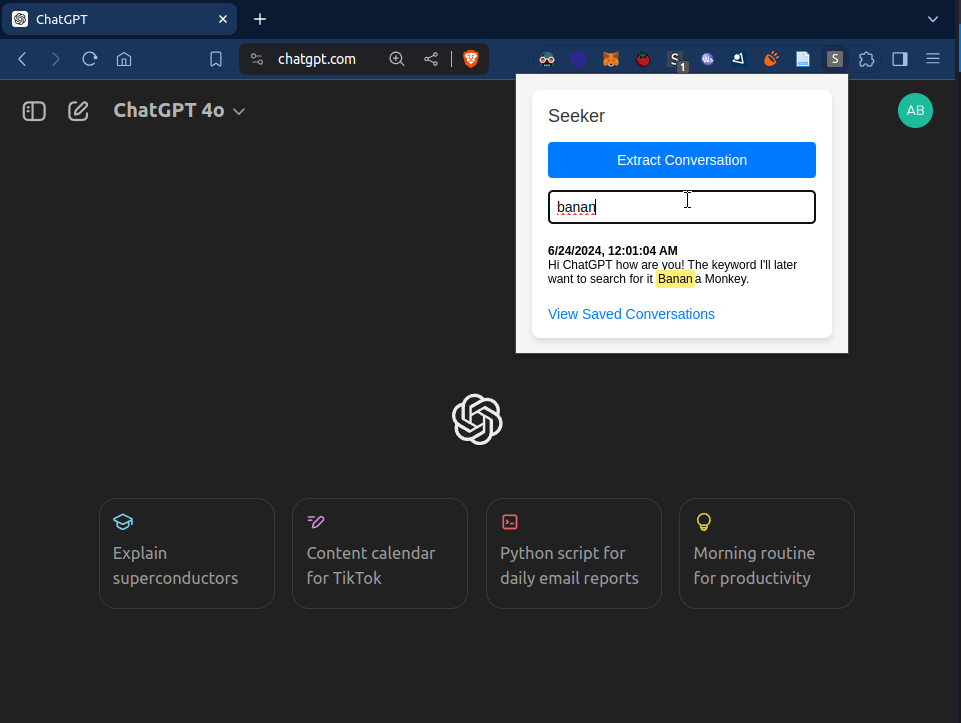 ChatGPT
chatgpt.com
S
1
Ws
S
ChatGPT 4o
AB
Seeker
Extract Conversation
banan
6/24/2024, 12:01:04 AM
Hi ChatGPT how are you! The keyword I'll later
want to search for it Banana Monkey.
View Saved Conversations
Explain
superconductors
Content calendar
for TikTok
Python script for
daily email reports
Morning routine
for productivity